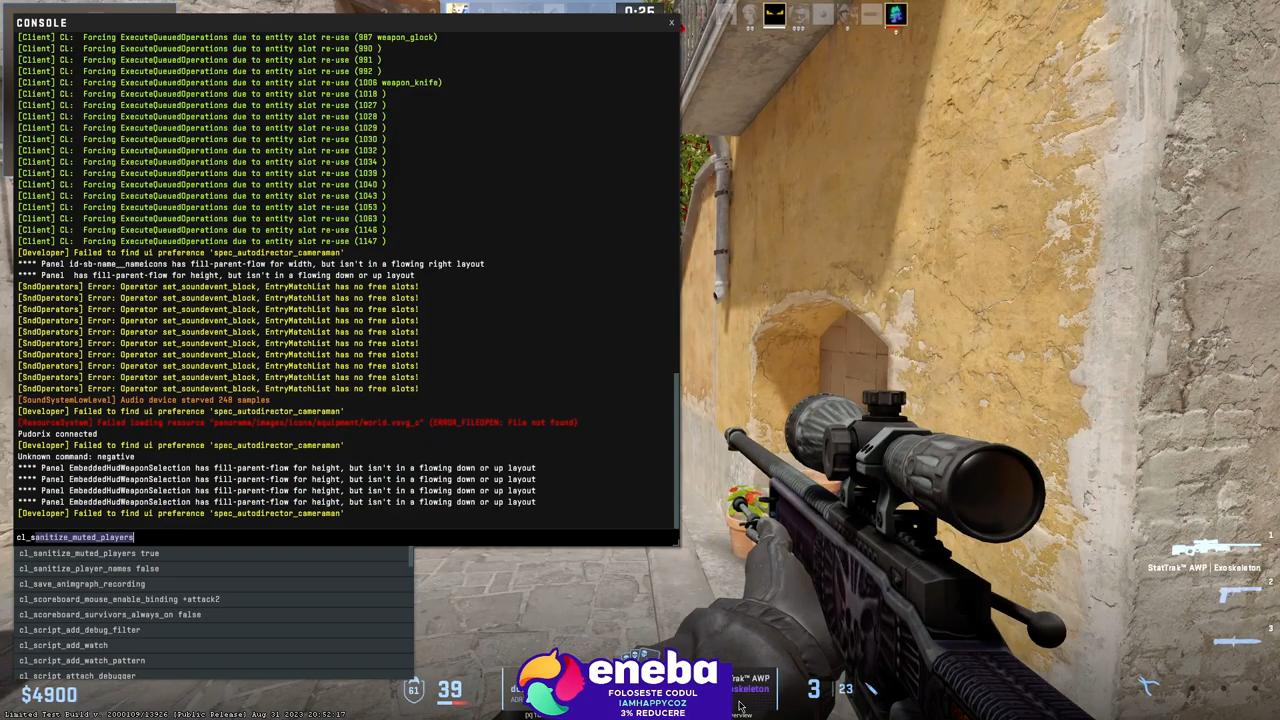 CONSOLE
x
0:25
[Client] CL:  Forcing ExecuteQueuedOperations due to entity slot re-use (987 weapon_glock)
[Client] CL:  Forcing ExecuteQueuedOperations due to entity slot re-use (990 )
[Client] CL:  Forcing ExecuteQueuedOperations due to entity slot re-use (991 )
[Client] CL:  Forcing ExecuteQueuedOperations due to entity slot re-use (992 )
[Client] CL:  Forcing ExecuteQueuedOperations due to entity slot re-use (1006 weapon_knife)
[Client] CL:  Forcing ExecuteQueuedOperations due to entity slot re-use (1018 )
[Client] CL:  Forcing ExecuteQueuedOperations due to entity slot re-use (1027 )
[Client] CL:  Forcing ExecuteQueuedOperations due to entity slot re-use (1028 )
[Client] CL:  Forcing ExecuteQueuedOperations due to entity slot re-use (1029 )
[Client] CL:  Forcing ExecuteQueuedOperations due to entity slot re-use (1030 )
[Client] CL:  Forcing ExecuteQueuedOperations due to entity slot re-use (1032 )
[Client] CL:  Forcing ExecuteQueuedOperations due to entity slot re-use (1034 )
[Client] CL:  Forcing ExecuteQueuedOperations due to entity slot re-use (1039 )
[Client] CL:  Forcing ExecuteQueuedOperations due to entity slot re-use (1040 )
[Client] CL:  Forcing ExecuteQueuedOperations due to entity slot re-use (1043 )
[Client] CL:  Forcing ExecuteQueuedOperations due to entity slot re-use (1053 )
[Client] CL:  Forcing ExecuteQueuedOperations due to entity slot re-use (1063 )
[Client] CL:  Forcing ExecuteQueuedOperations due to entity slot re-use (1146 )
[Client] CL:  Forcing ExecuteQueuedOperations due to entity slot re-use (1147 )
[Developer] Failed to find ui preference 'spec_autodirector_cameraman'
**** Panel id-sb-name__nameicons has fill-parent-flow for width, but isn't in a flowing right layout
**** Panel  has fill-parent-flow for height, but isn't in a flowing down or up layout
[SndOperators] Error: Operator set_soundevent_block, EntryMatchList has no free slots!
[SndOperators] Error: Operator set_soundevent_block, EntryMatchList has no free slots!
[SndOperators] Error: Operator set_soundevent_block, EntryMatchList has no free slots!
[SndOperators] Error: Operator set_soundevent_block, EntryMatchList has no free slots!
[SndOperators] Error: Operator set_soundevent_block, EntryMatchList has no free slots!
[SndOperators] Error: Operator set_soundevent_block, EntryMatchList has no free slots!
[SndOperators] Error: Operator set_soundevent_block, EntryMatchList has no free slots!
[SndOperators] Error: Operator set_soundevent_block, EntryMatchList has no free slots!
[SndOperators] Error: Operator set_soundevent_block, EntryMatchList has no free slots!
[SndOperators] Error: Operator set_soundevent_block, EntryMatchList has no free slots!
[SoundSystemLowLevel] Audio device starved 248 samples
[Developer] Failed to find ui preference 'spec_autodirector_cameraman'
[ResourceSystem] Failed loading resource "panorama/images/icons/equipment/world.vsvg_c" (ERROR_FILEOPEN: File not found)
Pudorix connected
[Developer] Failed to find ui preference 'spec_autodirector_cameraman'
Unknown command: negative
**** Panel EmbeddedHudWeaponSelection has fill-parent-flow for height, but isn't in a flowing down or up layout
**** Panel EmbeddedHudWeaponSelection has fill-parent-flow for height, but isn't in a flowing down or up layout
**** Panel EmbeddedHudWeaponSelection has fill-parent-flow for height, but isn't in a flowing down or up layout
**** Panel EmbeddedHudWeaponSelection has fill-parent-flow for height, but isn't in a flowing down or up layout
[Developer] Failed to find ui preference 'spec_autodirector_cameraman'
cl_sanitize_muted_players
cl_sanitize_muted_players true
cl_sanitize_player_names false
cl_save_animgraph_recording
cl_scoreboard_mouse_enable_binding +attack2
cl_scoreboard_survivors_always_on false
cl_script_add_debug_filter
cl_script_add_watch
cl_script_add_watch_pattern
cl_script_attach_debugger
1
StatTrak™ AWP | Exoskeleton
2
3
$4900
61
39
eneba
FOLOSESTE CODUL
IAMHAPPYCOZ
3% REDUCERE
3 | 23
Limited Test Build v. 2000109/13926 [Public Release] Aug 31 2023 20:52:17